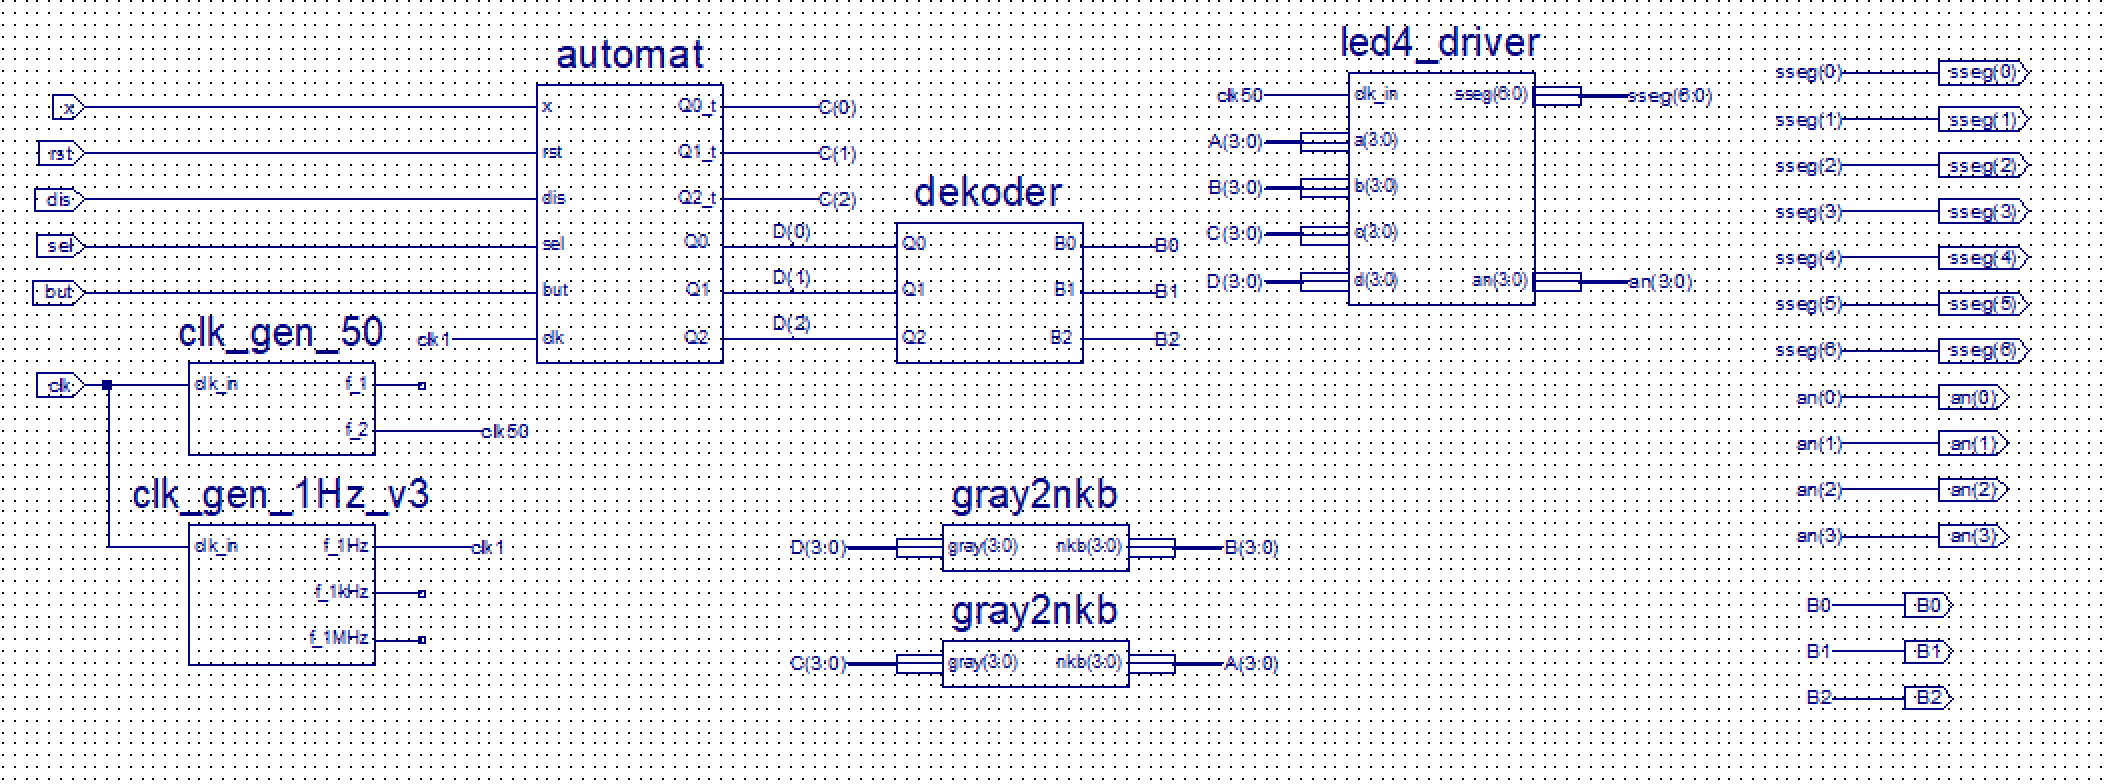 automat
x
rst
dis
sel
but
clk1
x
rst
dis
sel
but
clk
Q0_t
Q1_t
Q2_t
Q0
Q1
Q2
C(0)
C(1)
C(2)
D(0)
D(1)
D(2)
dekoder
Q0
Q1
Q2
B0
B1
B2
B0
B1
B2
led4_driver
clk50
A(3:0)
B(3:0)
C(3:0)
D(3:0)
clk_in
a(3:0)
b(3:0)
c(3:0)
d(3:0)
sseg(6:0)
an(3:0)
sseg(6:0)
an(3:0)
clk_gen_50
clk
clk_in
f_1
f_2
clk50
clk_gen_1Hz_v3
clk_in
f_1Hz
f_1kHz
f_1MHz
clk1
gray2nkb
D(3:0)
gray(3:0)
nkb(3:0)
B(3:0)
gray2nkb
C(3:0)
gray(3:0)
nkb(3:0)
A(3:0)
sseg(0) sseg(0)
sseg(1) sseg(1)
sseg(2) sseg(2)
sseg(3) sseg(3)
sseg(4) sseg(4)
sseg(5) sseg(5)
sseg(6) sseg(6)
an(0) an(0)
an(1) an(1)
an(2) an(2)
an(3) an(3)
B0 B0
B1 B1
B2 B2